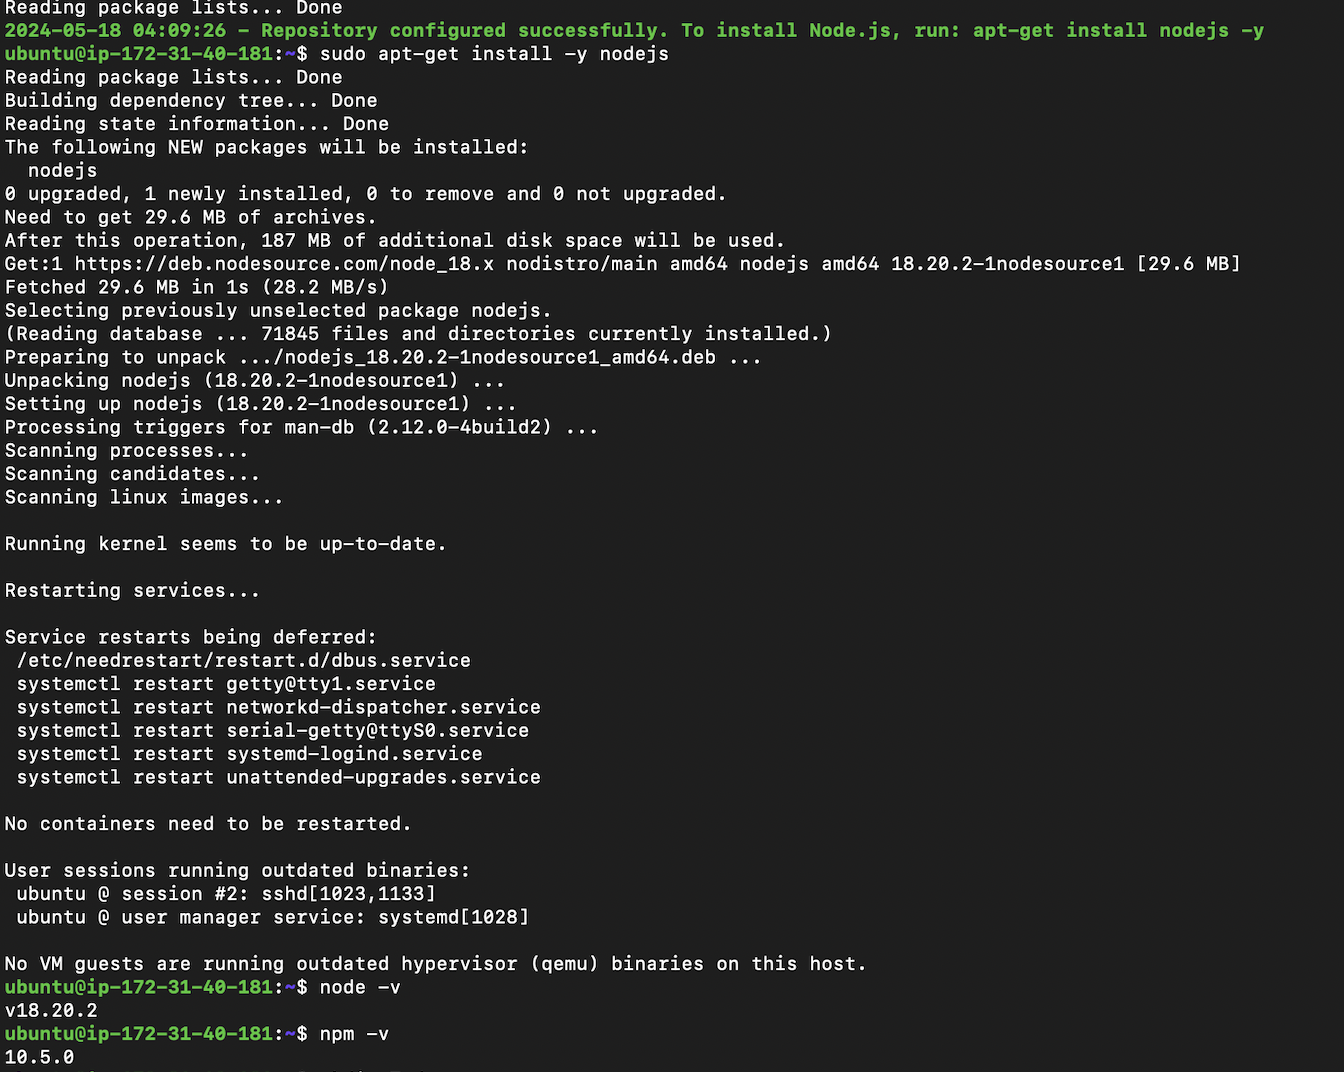 Reading package lists... Done
2024-05-18 04:09:26 - Repository configured successfully. To install Node.js, run: apt-get install nodejs -y
ubuntu@ip-172-31-40-181:~$ sudo apt-get install -y nodejs
Reading package lists... Done
Building dependency tree... Done
Reading state information... Done
The following NEW packages will be installed:
  nodejs
0 upgraded, 1 newly installed, 0 to remove and 0 not upgraded.
Need to get 29.6 MB of archives.
After this operation, 187 MB of additional disk space will be used.
Get:1 https://deb.nodesource.com/node_18.x nodistro/main amd64 nodejs amd64 18.20.2-1nodesource1 [29.6 MB]
Fetched 29.6 MB in 1s (28.2 MB/s)
Selecting previously unselected package nodejs.
(Reading database ... 71845 files and directories currently installed.)
Preparing to unpack .../nodejs_18.20.2-1nodesource1_amd64.deb ...
Unpacking nodejs (18.20.2-1nodesource1) ...
Setting up nodejs (18.20.2-1nodesource1) ...
Processing triggers for man-db (2.12.0-4build2) ...
Scanning processes...
Scanning candidates...
Scanning linux images...

Running kernel seems to be up-to-date.

Restarting services...

Service restarts being deferred:
 /etc/needrestart/restart.d/dbus.service
 systemctl restart getty@tty1.service
 systemctl restart networkd-dispatcher.service
 systemctl restart serial-getty@ttyS0.service
 systemctl restart systemd-logind.service
 systemctl restart unattended-upgrades.service

No containers need to be restarted.

User sessions running outdated binaries:
 ubuntu @ session #2: sshd[1023,1133]
 ubuntu @ user manager service: systemd[1028]

No VM guests are running outdated hypervisor (qemu) binaries on this host.
ubuntu@ip-172-31-40-181:~$ node -v
v18.20.2
ubuntu@ip-172-31-40-181:~$ npm -v
10.5.0